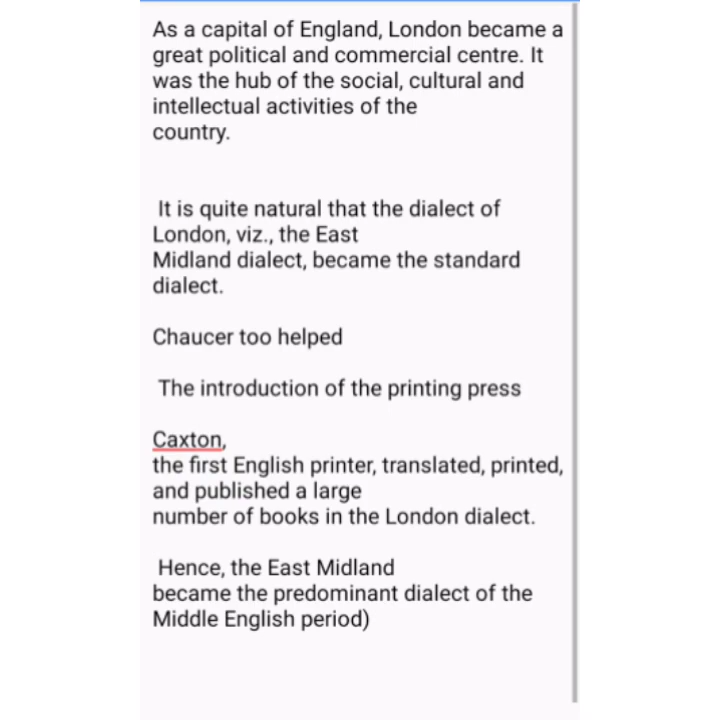 As a capital of England, London became a
great political and commercial centre. It
was the hub of the social, cultural and
intellectual activities of the
country.
It is quite natural that the dialect of
London, viz., the East
Midland dialect, became the standard
dialect.
Chaucer too helped
The introduction of the printing press
Caxton,
the first English printer, translated, printed,
and published a large
number of books in the London dialect.
Hence, the East Midland
became the predominant dialect of the
Middle English period)